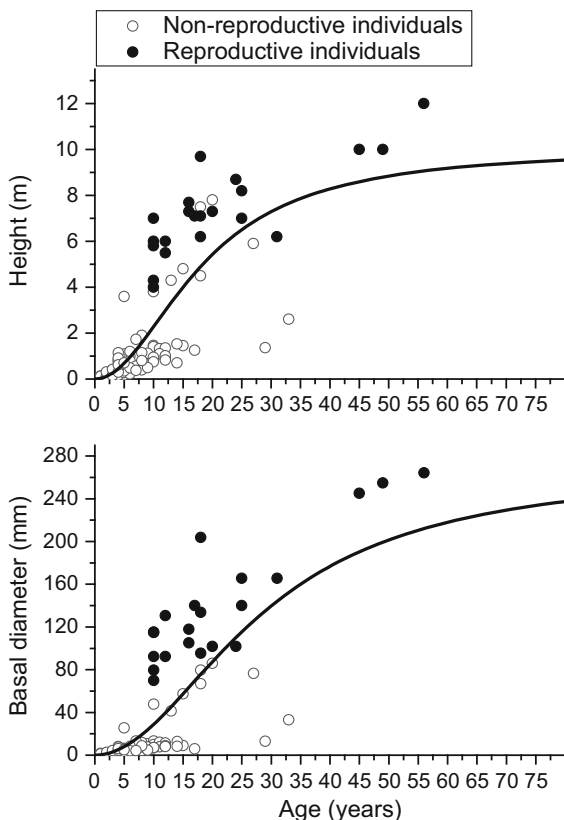 Non-reproductive individuals
Reproductive individuals
12
10
8
6
4
2
0
Height (m)
0 5 10 15 20 25 30 35 40 45 50 55 60 65 70 75
280
240
200
160
120
80
40
0
Basal diameter (mm)
0 5 10 15 20 25 30 35 40 45 50 55 60 65 70 75
Age (years)